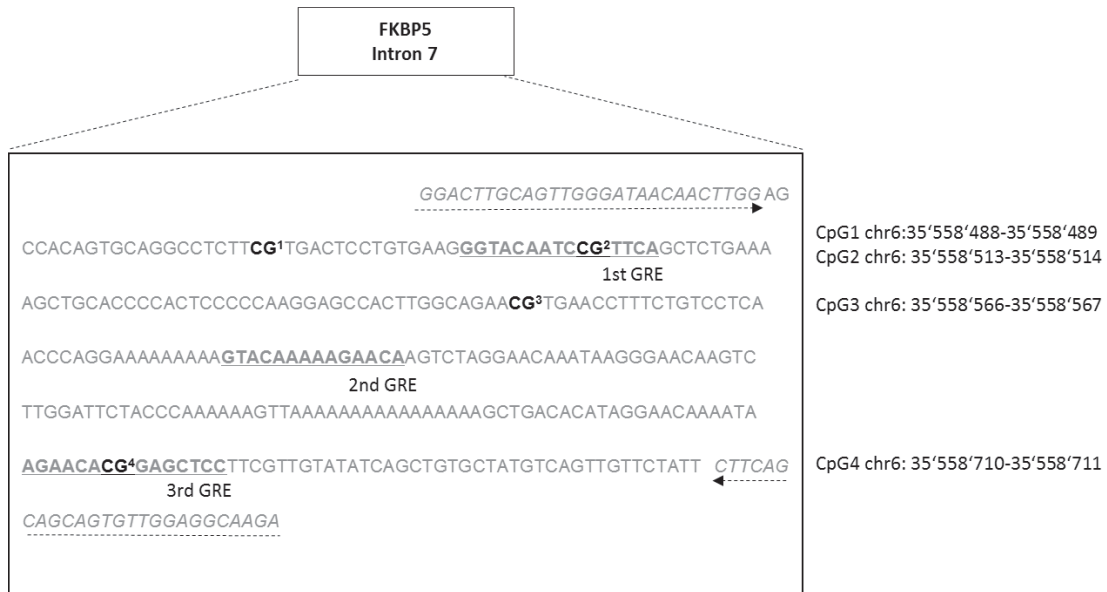 FKBP5
Intron 7
GGACTTGCAGTTGGGATAACAACTTGG AG
CCACAGTGCAGGCCTCTTCG¹TGACTCCTGTGAAGGGTACAATCCG²TTCAGCTCTGAAA
CpG1 chr6:35‘558‘488-35‘558‘489
CpG2 chr6: 35‘558‘513-35‘558‘514
1st GRE
AGCTGCACCCCACTCCCCCAAGGAGCCACTTGGCAGAACG³TGAACCTTTCTGTCCTCA
CpG3 chr6: 35‘558‘566-35‘558‘567
ACCCAGGAAAAAAAAAGTACAAAAAGAACAAGTCTAGGAACAAATAAGGGAACAAGTC
2nd GRE
TTGGATTCTACCCAAAAAAGTTAAAAAAAAAAAAAAAAGCTGACACATAGGAACAAAATA
AGAACACG⁴GAGCTCCTTCGTTGTATATCAGCTGTGCTATGTCAGTTGTTCTATT CTTCAG
CpG4 chr6: 35‘558‘710-35‘558‘711
3rd GRE
CAGCAGTGTTGGAGGCAAGA